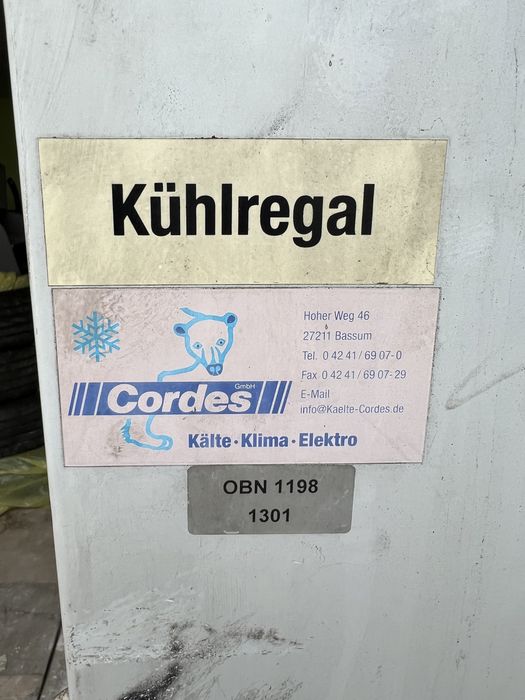 Kühlregal
Cordes GmbH
Kälte · Klima · Elektro
Hoher Weg 46
27211 Bassum
Tel. 0 42 41 / 69 07-0
Fax 0 42 41 / 69 07-29
E-Mail
info@Kaelte-Cordes.de
OBN 1198
1301